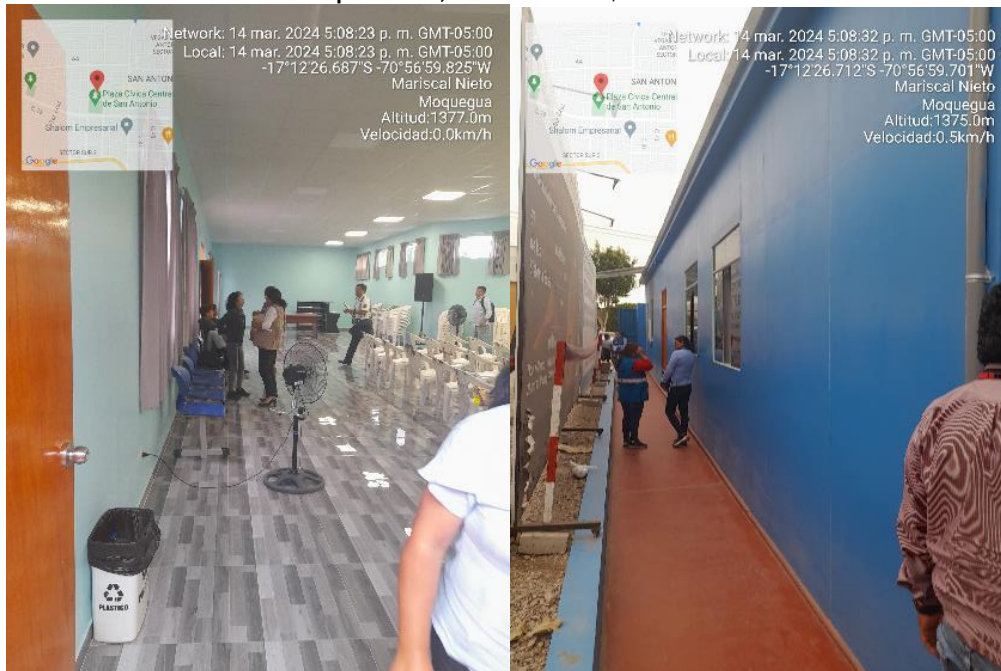 Network: 14 mar. 2024 5:08:23 p. m. GMT-05:00
Local: 14 mar. 2024 5:08:23 p. m. GMT-05:00
-17°12'26.687"S -70°56'59.825"W
Mariscal Nieto
Moquegua
Altitud:1377.0m
Velocidad:0.0km/h
SAN ANTON
Plaza Cívica Central
de San Antonio
Shalom Empresarial
Google
PLASTICO
Network: 14 mar. 2024 5:08:32 p. m. GMT-05:00
Local: 14 mar. 2024 5:08:32 p. m. GMT-05:00
-17°12'26.712"S -70°56'59.701"W
Mariscal Nieto
Moquegua
Altitud:1375.0m
Velocidad:0.5km/h
SAN ANTON
Plaza Cívica Central
de San Antonio
Shalom Empresarial
Google